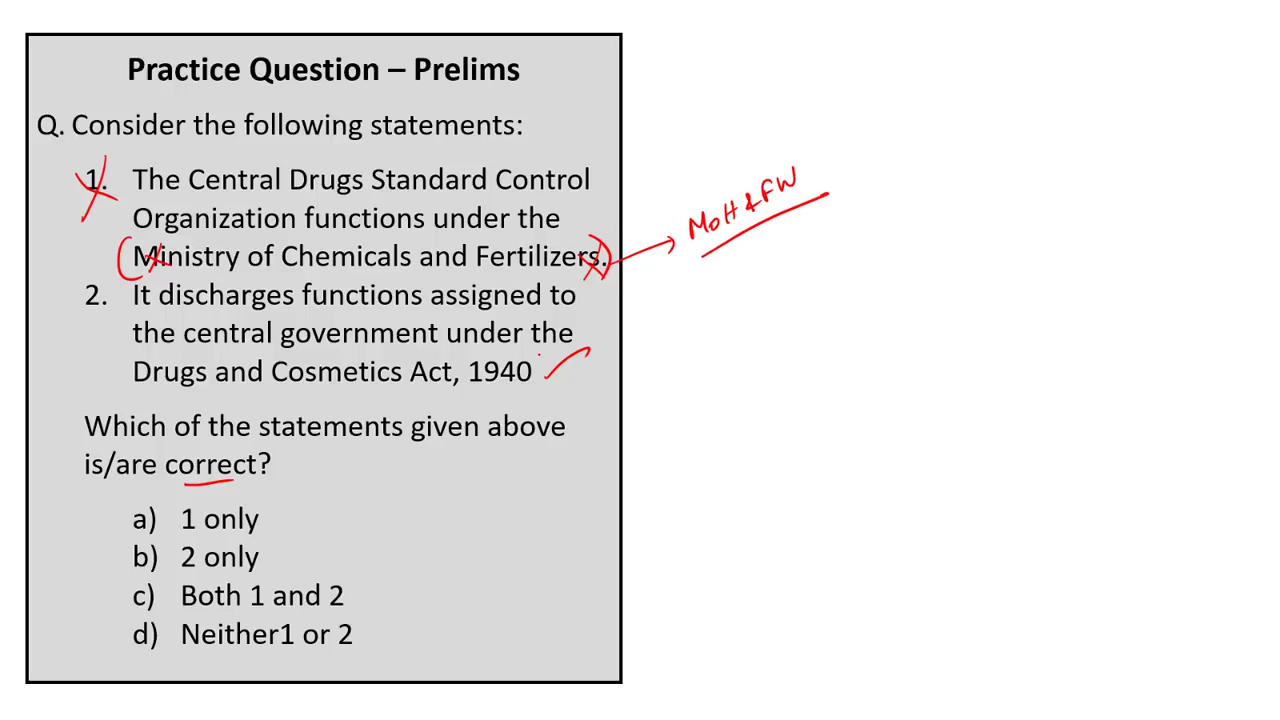 Practice Question – Prelims
Q. Consider the following statements:
1. The Central Drugs Standard Control
Organization functions under the
Ministry of Chemicals and Fertilizers.
MoH&FW
2. It discharges functions assigned to
the central government under the
Drugs and Cosmetics Act, 1940
Which of the statements given above
is/are correct?
a) 1 only
b) 2 only
c) Both 1 and 2
d) Neither1 or 2